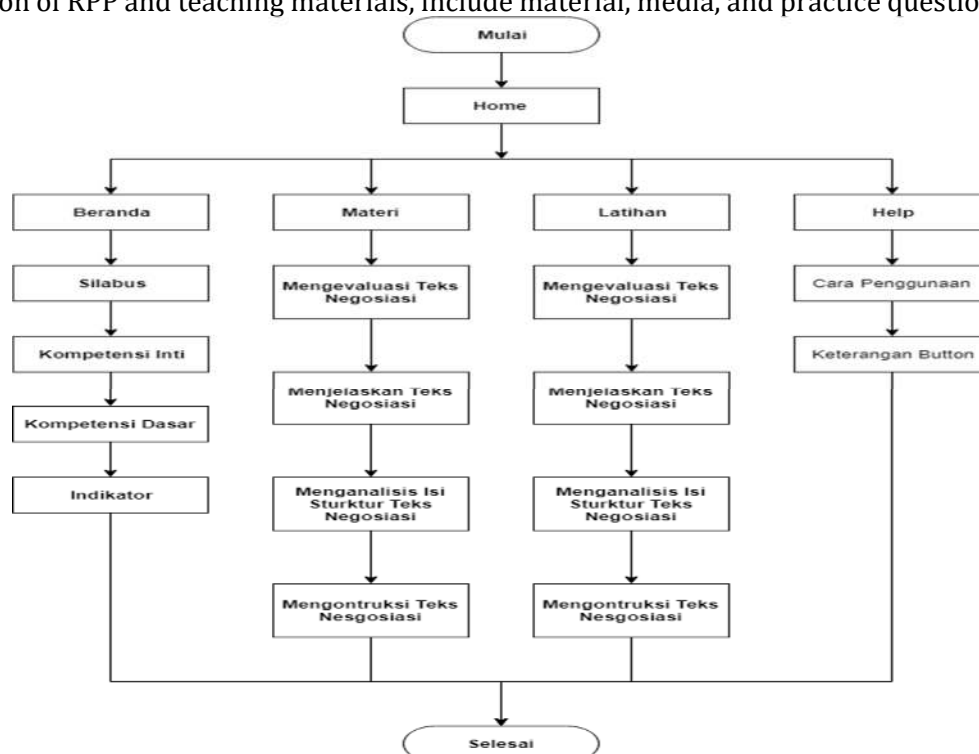 on of RPP and teaching materials, include material, media, and practice questio
Mulai
Home
Beranda
Silabus
Kompetensi Inti
Kompetensi Dasar
Indikator
Materi
Mengevaluasi Teks
Negosiasi
Menjelaskan Teks
Negosiasi
Menganalisis Isi
Sturktur Teks
Negosiasi
Mengontruksi Teks
Nesgosiasi
Latihan
Mengevaluasi Teks
Negosiasi
Menjelaskan Teks
Negosiasi
Menganalisis Isi
Sturktur Teks
Negosiasi
Mengontruksi Teks
Nesgosiasi
Help
Cara Penggunaan
Keterangan Button
Selesai